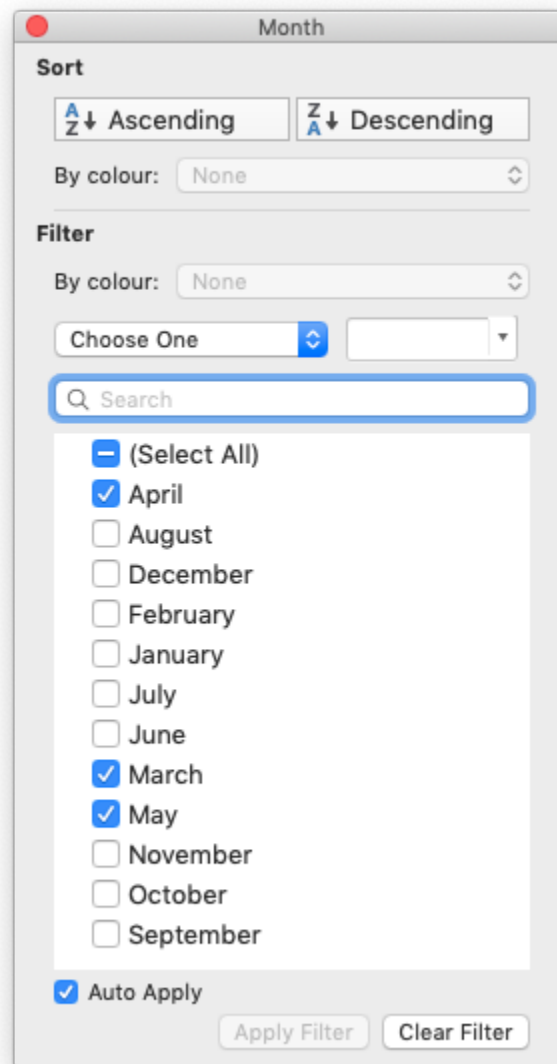 Month
Sort
A Z Ascending Z A Descending
By colour: None
Filter
By colour: None
Choose One
Search
(Select All)
April
August
December
February
January
July
June
March
May
November
October
September
Auto Apply
Apply Filter Clear Filter